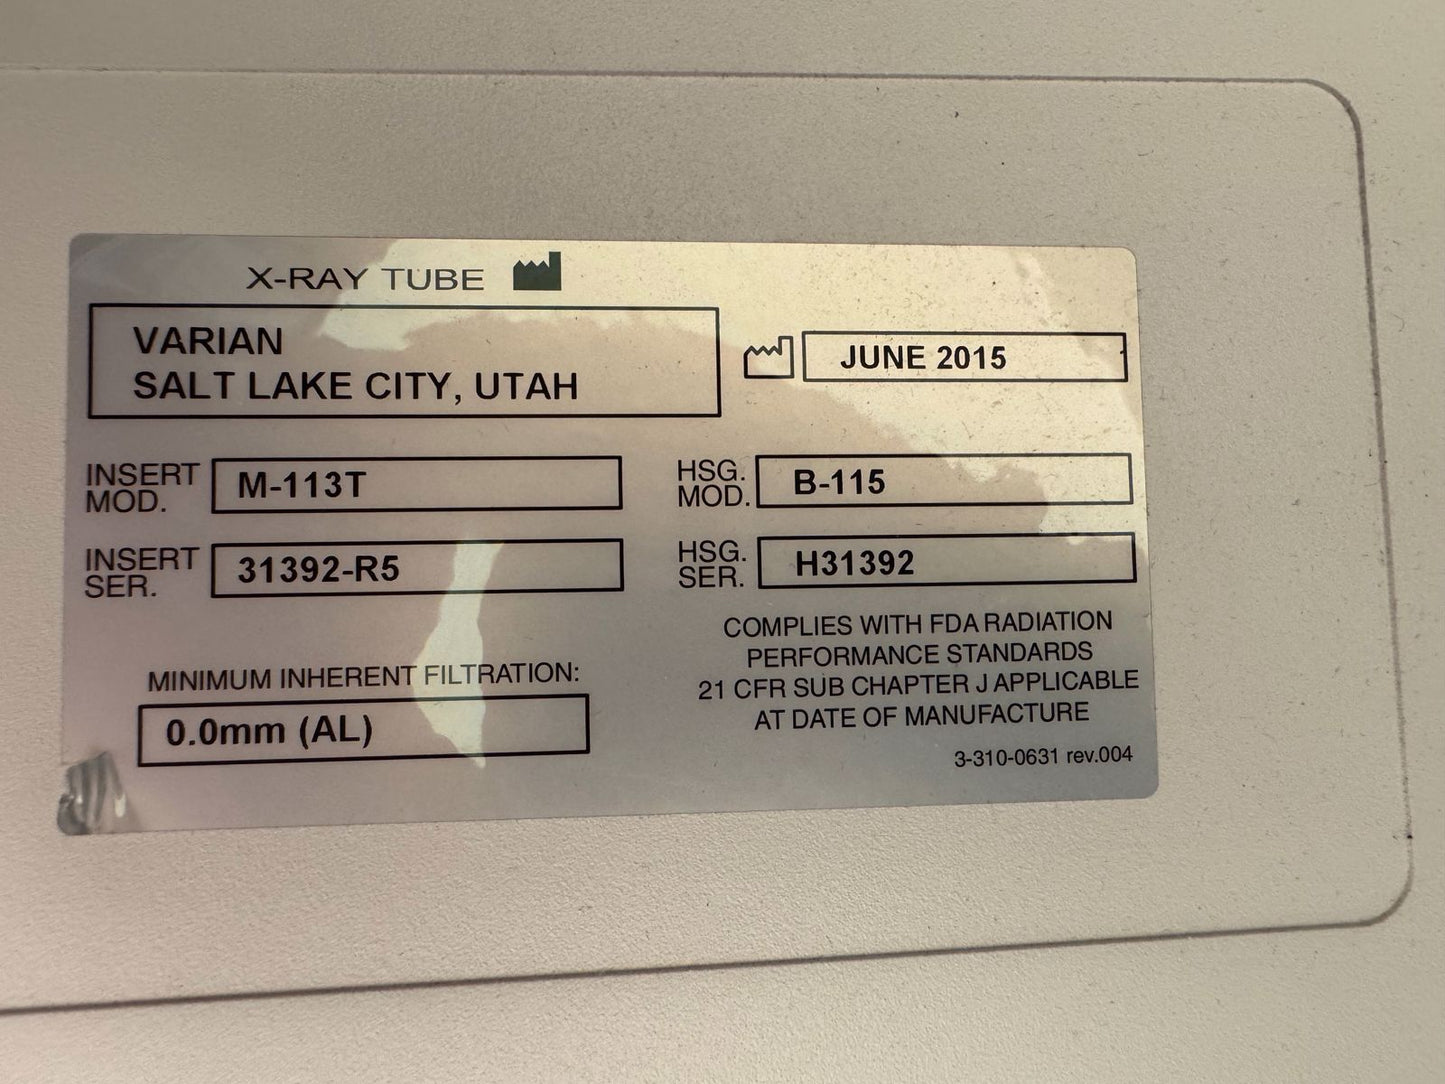 X-RAY TUBE
VARIAN
SALT LAKE CITY, UTAH
JUNE 2015
INSERT MOD. M-113T
HSG. MOD. B-115
INSERT SER. 31392-R5
HSG. SER. H31392
MINIMUM INHERENT FILTRATION:
0.0mm (AL)
COMPLIES WITH FDA RADIATION
PERFORMANCE STANDARDS
21 CFR SUB CHAPTER J APPLICABLE
AT DATE OF MANUFACTURE
3-310-0631 rev.004